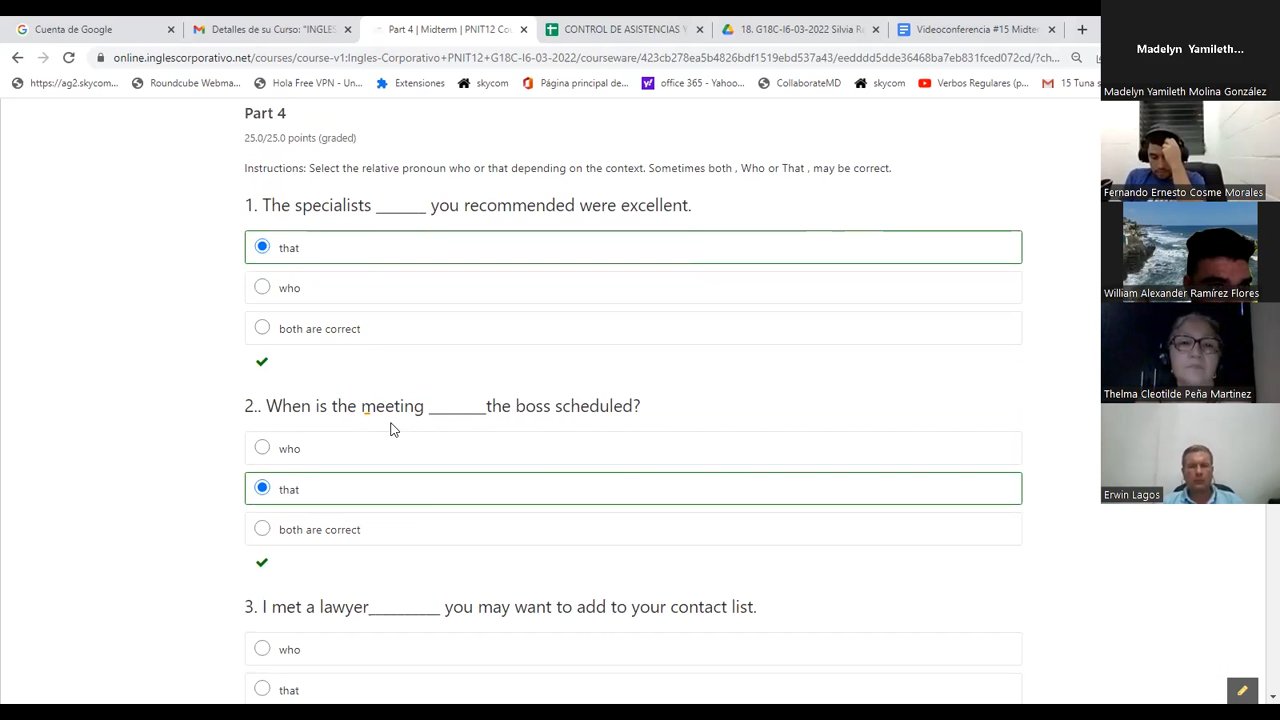 Cuenta de Google
Detalles de su Curso: "INGLES
Part 4 | Midterm | PNIT12 Co
CONTROL DE ASISTENCIAS Y
18. G18C-I6-03-2022 Silvia R
Videoconferencia #15 Midte
online.inglescorporativo.net/courses/course-v1:Ingles-Corporativo+PNIT12+G18C-I6-03-2022/courseware/423cb278ea5b4826bdf1519ebd537a43/eedddd5dde36468ba7eb831fced072cd/?ch...
https://ag2.skycom...
Roundcube Webma...
Hola Free VPN - Un...
Extensiones
skycom
Página principal de...
office 365 - Yahoo...
CollaborateMD
skycom
Verbos Regulares (p...
15 Tuna s
Part 4
25.0/25.0 points (graded)
Instructions: Select the relative pronoun who or that depending on the context. Sometimes both , Who or That , may be correct.
1. The specialists ______ you recommended were excellent.
that
who
both are correct
2.. When is the meeting _______the boss scheduled?
who
that
both are correct
3. I met a lawyer_________ you may want to add to your contact list.
who
that
Madelyn Yamileth...
Madelyn Yamileth Molina González
Fernando Ernesto Cosme Morales
William Alexander Ramírez Flores
Thelma Cleotilde Peña Martinez
Erwin Lagos